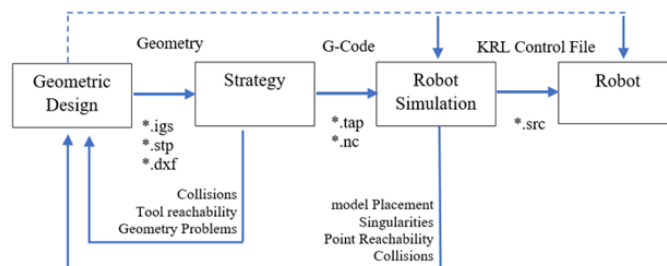 Geometry
G-Code
KRL Control File
Geometric
Design
Strategy
Robot
Simulation
Robot
*.igs
*.stp
*.dxf
*.tap
*.nc
*.src
Collisions
Tool reachability
Geometry Problems
model Placement
Singularities
Point Reachability
Collisions